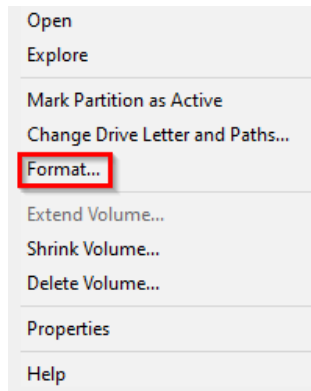 Open
Explore
Mark Partition as Active
Change Drive Letter and Paths...
Format...
Extend Volume...
Shrink Volume...
Delete Volume...
Properties
Help